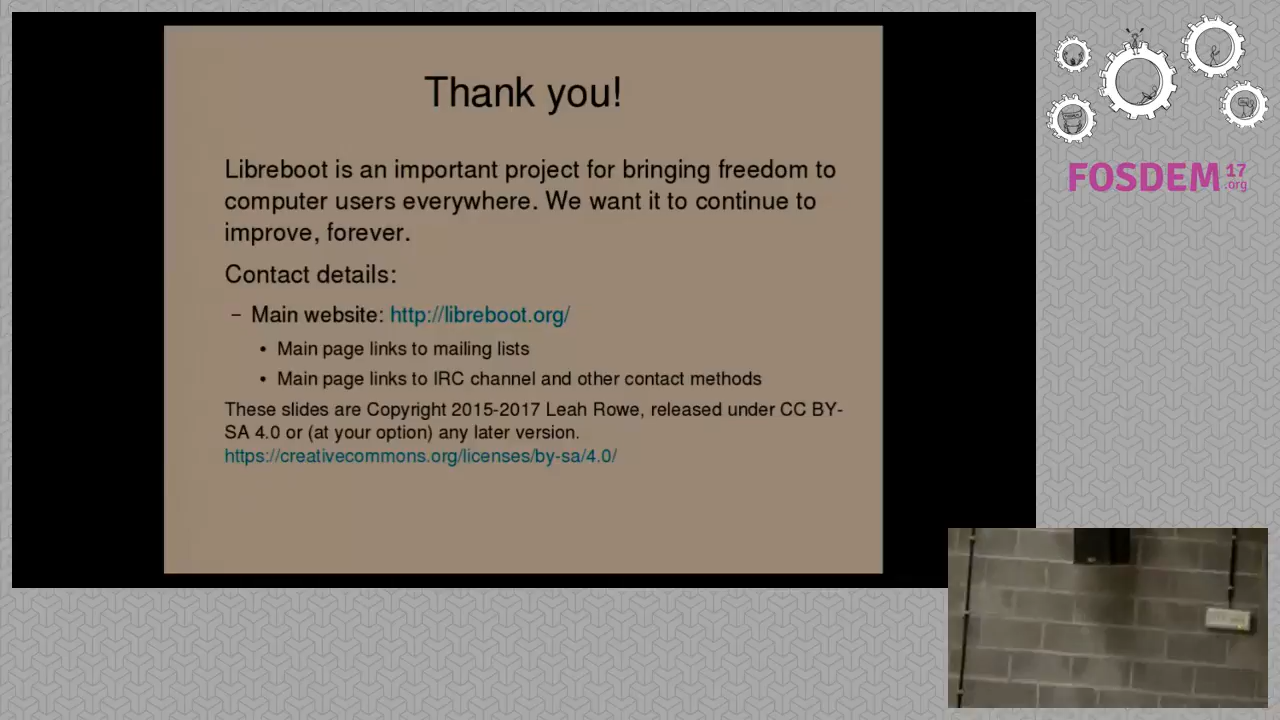 Thank you!
Libreboot is an important project for bringing freedom to
computer users everywhere. We want it to continue to
improve, forever.
Contact details:
– Main website: http://libreboot.org/
• Main page links to mailing lists
• Main page links to IRC channel and other contact methods
These slides are Copyright 2015-2017 Leah Rowe, released under CC BY-
SA 4.0 or (at your option) any later version.
https://creativecommons.org/licenses/by-sa/4.0/
FOSDEM 17
.org